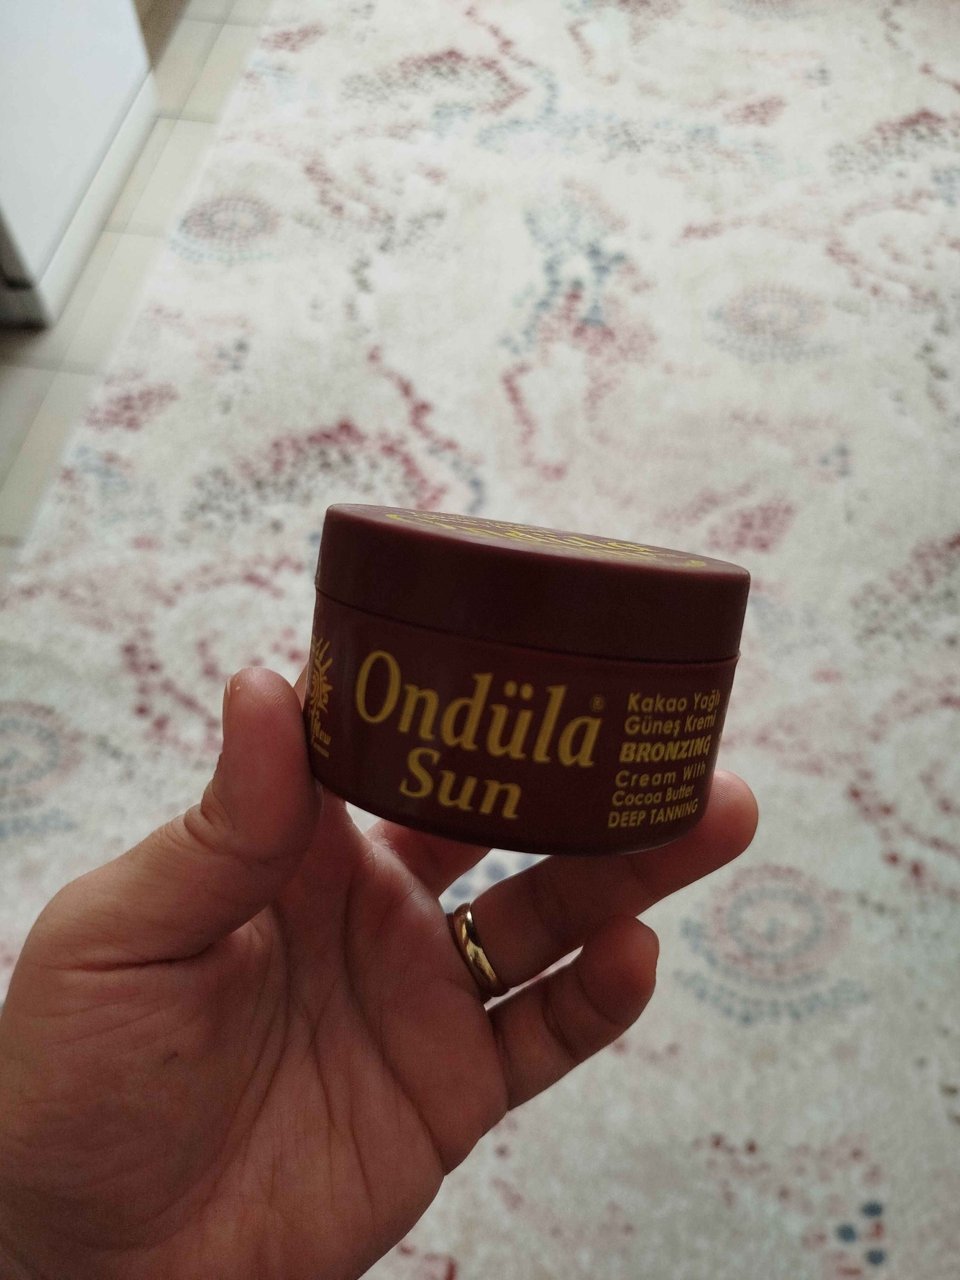 Ondüla®
Sun
Kakao Yağlı
Güneş Kremi
BRONZING
Cream With
Cocoa Butter
DEEP TANNING